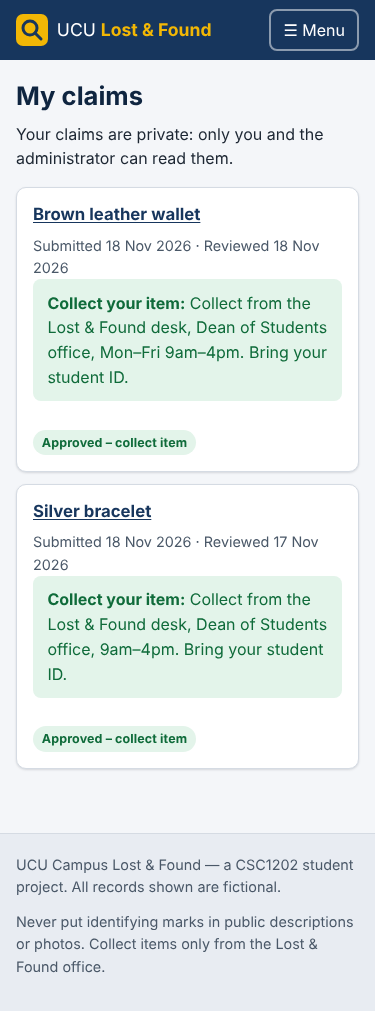 UCU Lost & Found
☰ Menu
My claims
Your claims are private: only you and the
administrator can read them.
Brown leather wallet
Submitted 18 Nov 2026 · Reviewed 18 Nov
2026
Collect your item: Collect from the
Lost & Found desk, Dean of Students
office, Mon–Fri 9am–4pm. Bring your
student ID.
Approved – collect item
Silver bracelet
Submitted 18 Nov 2026 · Reviewed 17 Nov
2026
Collect your item: Collect from the
Lost & Found desk, Dean of Students
office, 9am–4pm. Bring your student
ID.
Approved – collect item
UCU Campus Lost & Found — a CSC1202 student
project. All records shown are fictional.
Never put identifying marks in public descriptions
or photos. Collect items only from the Lost &
Found office.